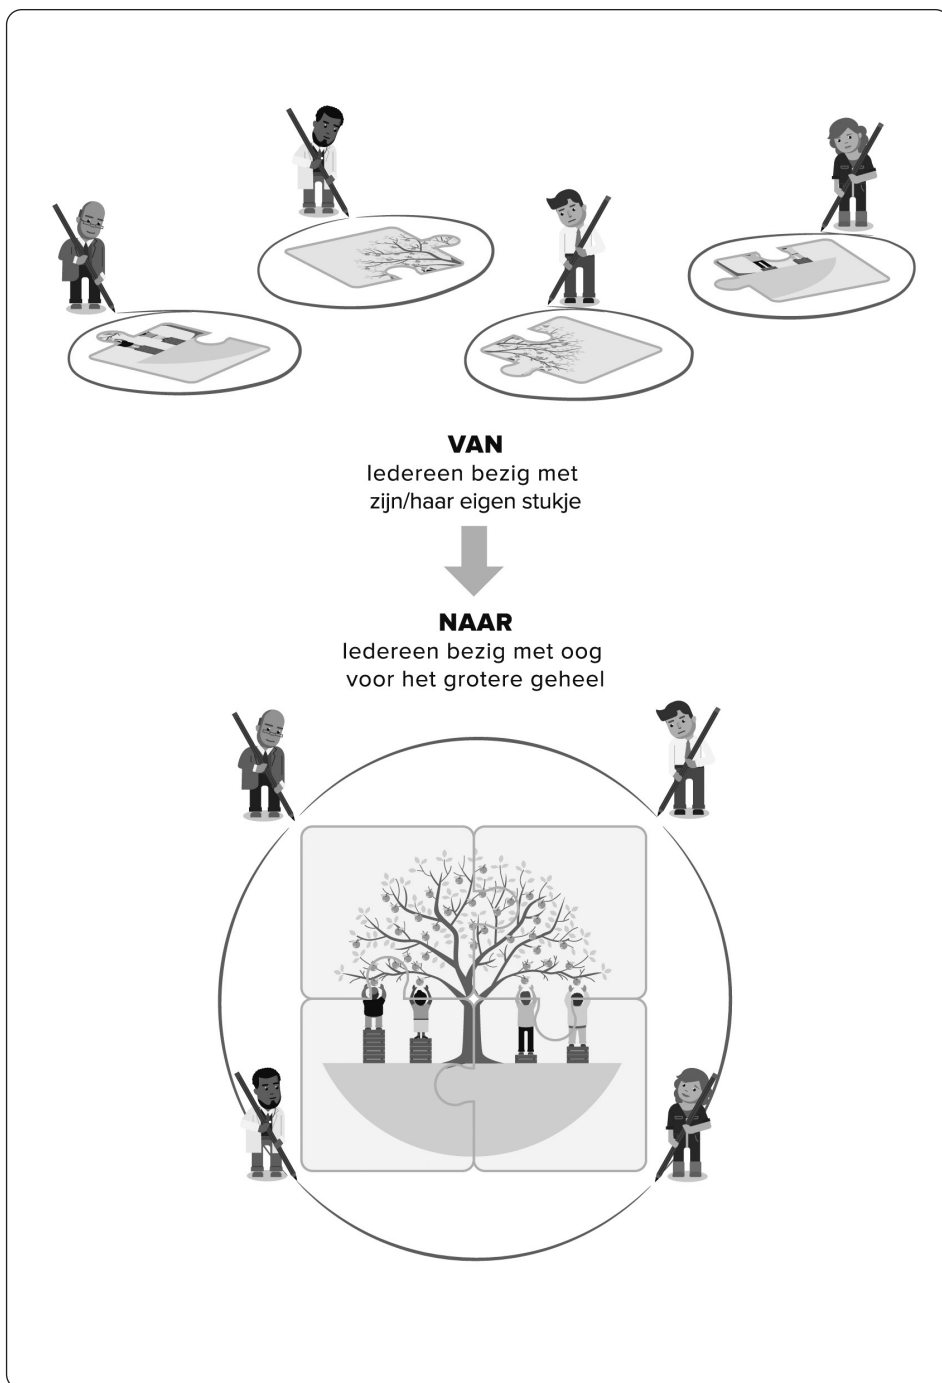 VAN
Iedereen bezig met
zijn/haar eigen stukje
NAAR
Iedereen bezig met oog
voor het grotere geheel